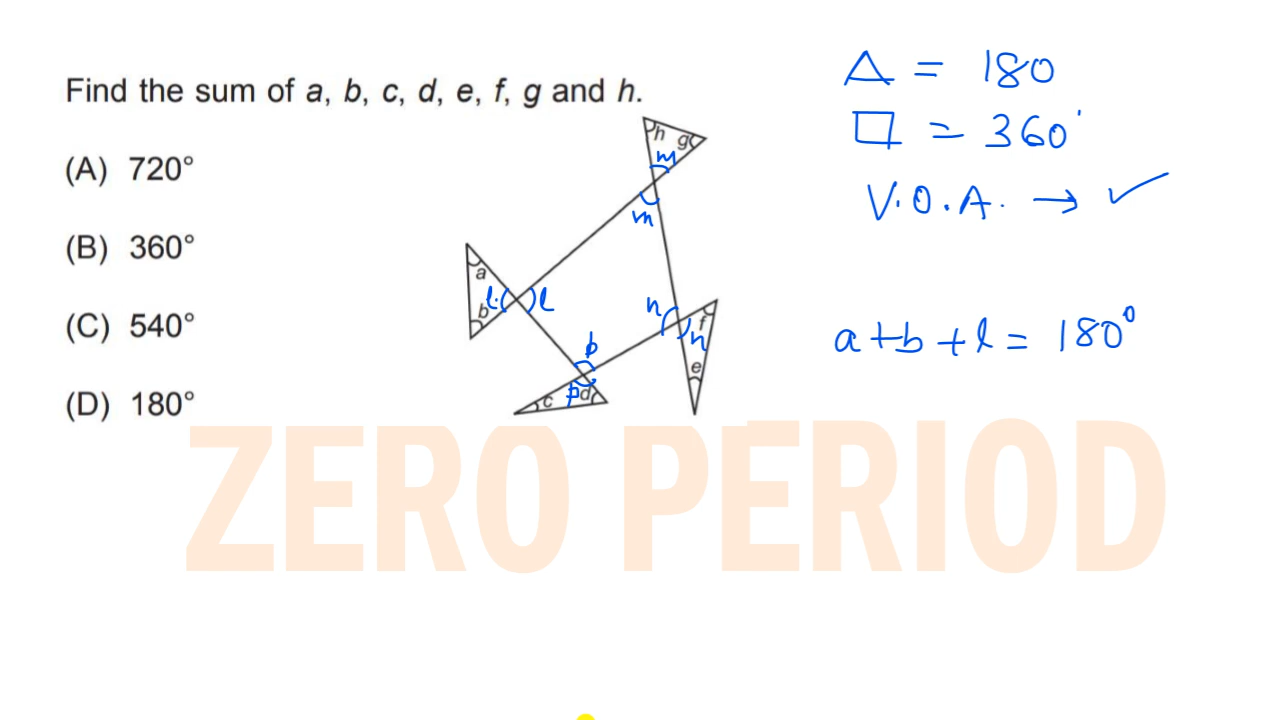 Find the sum of a, b, c, d, e, f, g and h.
(A) 720°
(B) 360°
(C) 540°
(D) 180°
h g
m
m
a
b l l
n f
n
e
b
c p d
△ = 180
□ = 360°
V.O.A. → ✓
a+b+l = 180°
ZERO PERIOD